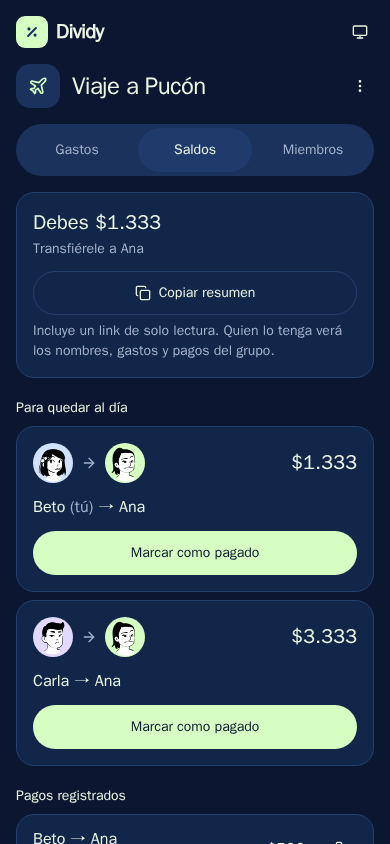 Dividy
Viaje a Pucón
Gastos
Saldos
Miembros
Debes $1.333
Transfiérele a Ana
Copiar resumen
Incluye un link de solo lectura. Quien lo tenga verá
los nombres, gastos y pagos del grupo.
Para quedar al día
$1.333
Beto (tú) → Ana
Marcar como pagado
$3.333
Carla → Ana
Marcar como pagado
Pagos registrados
Beto → Ana